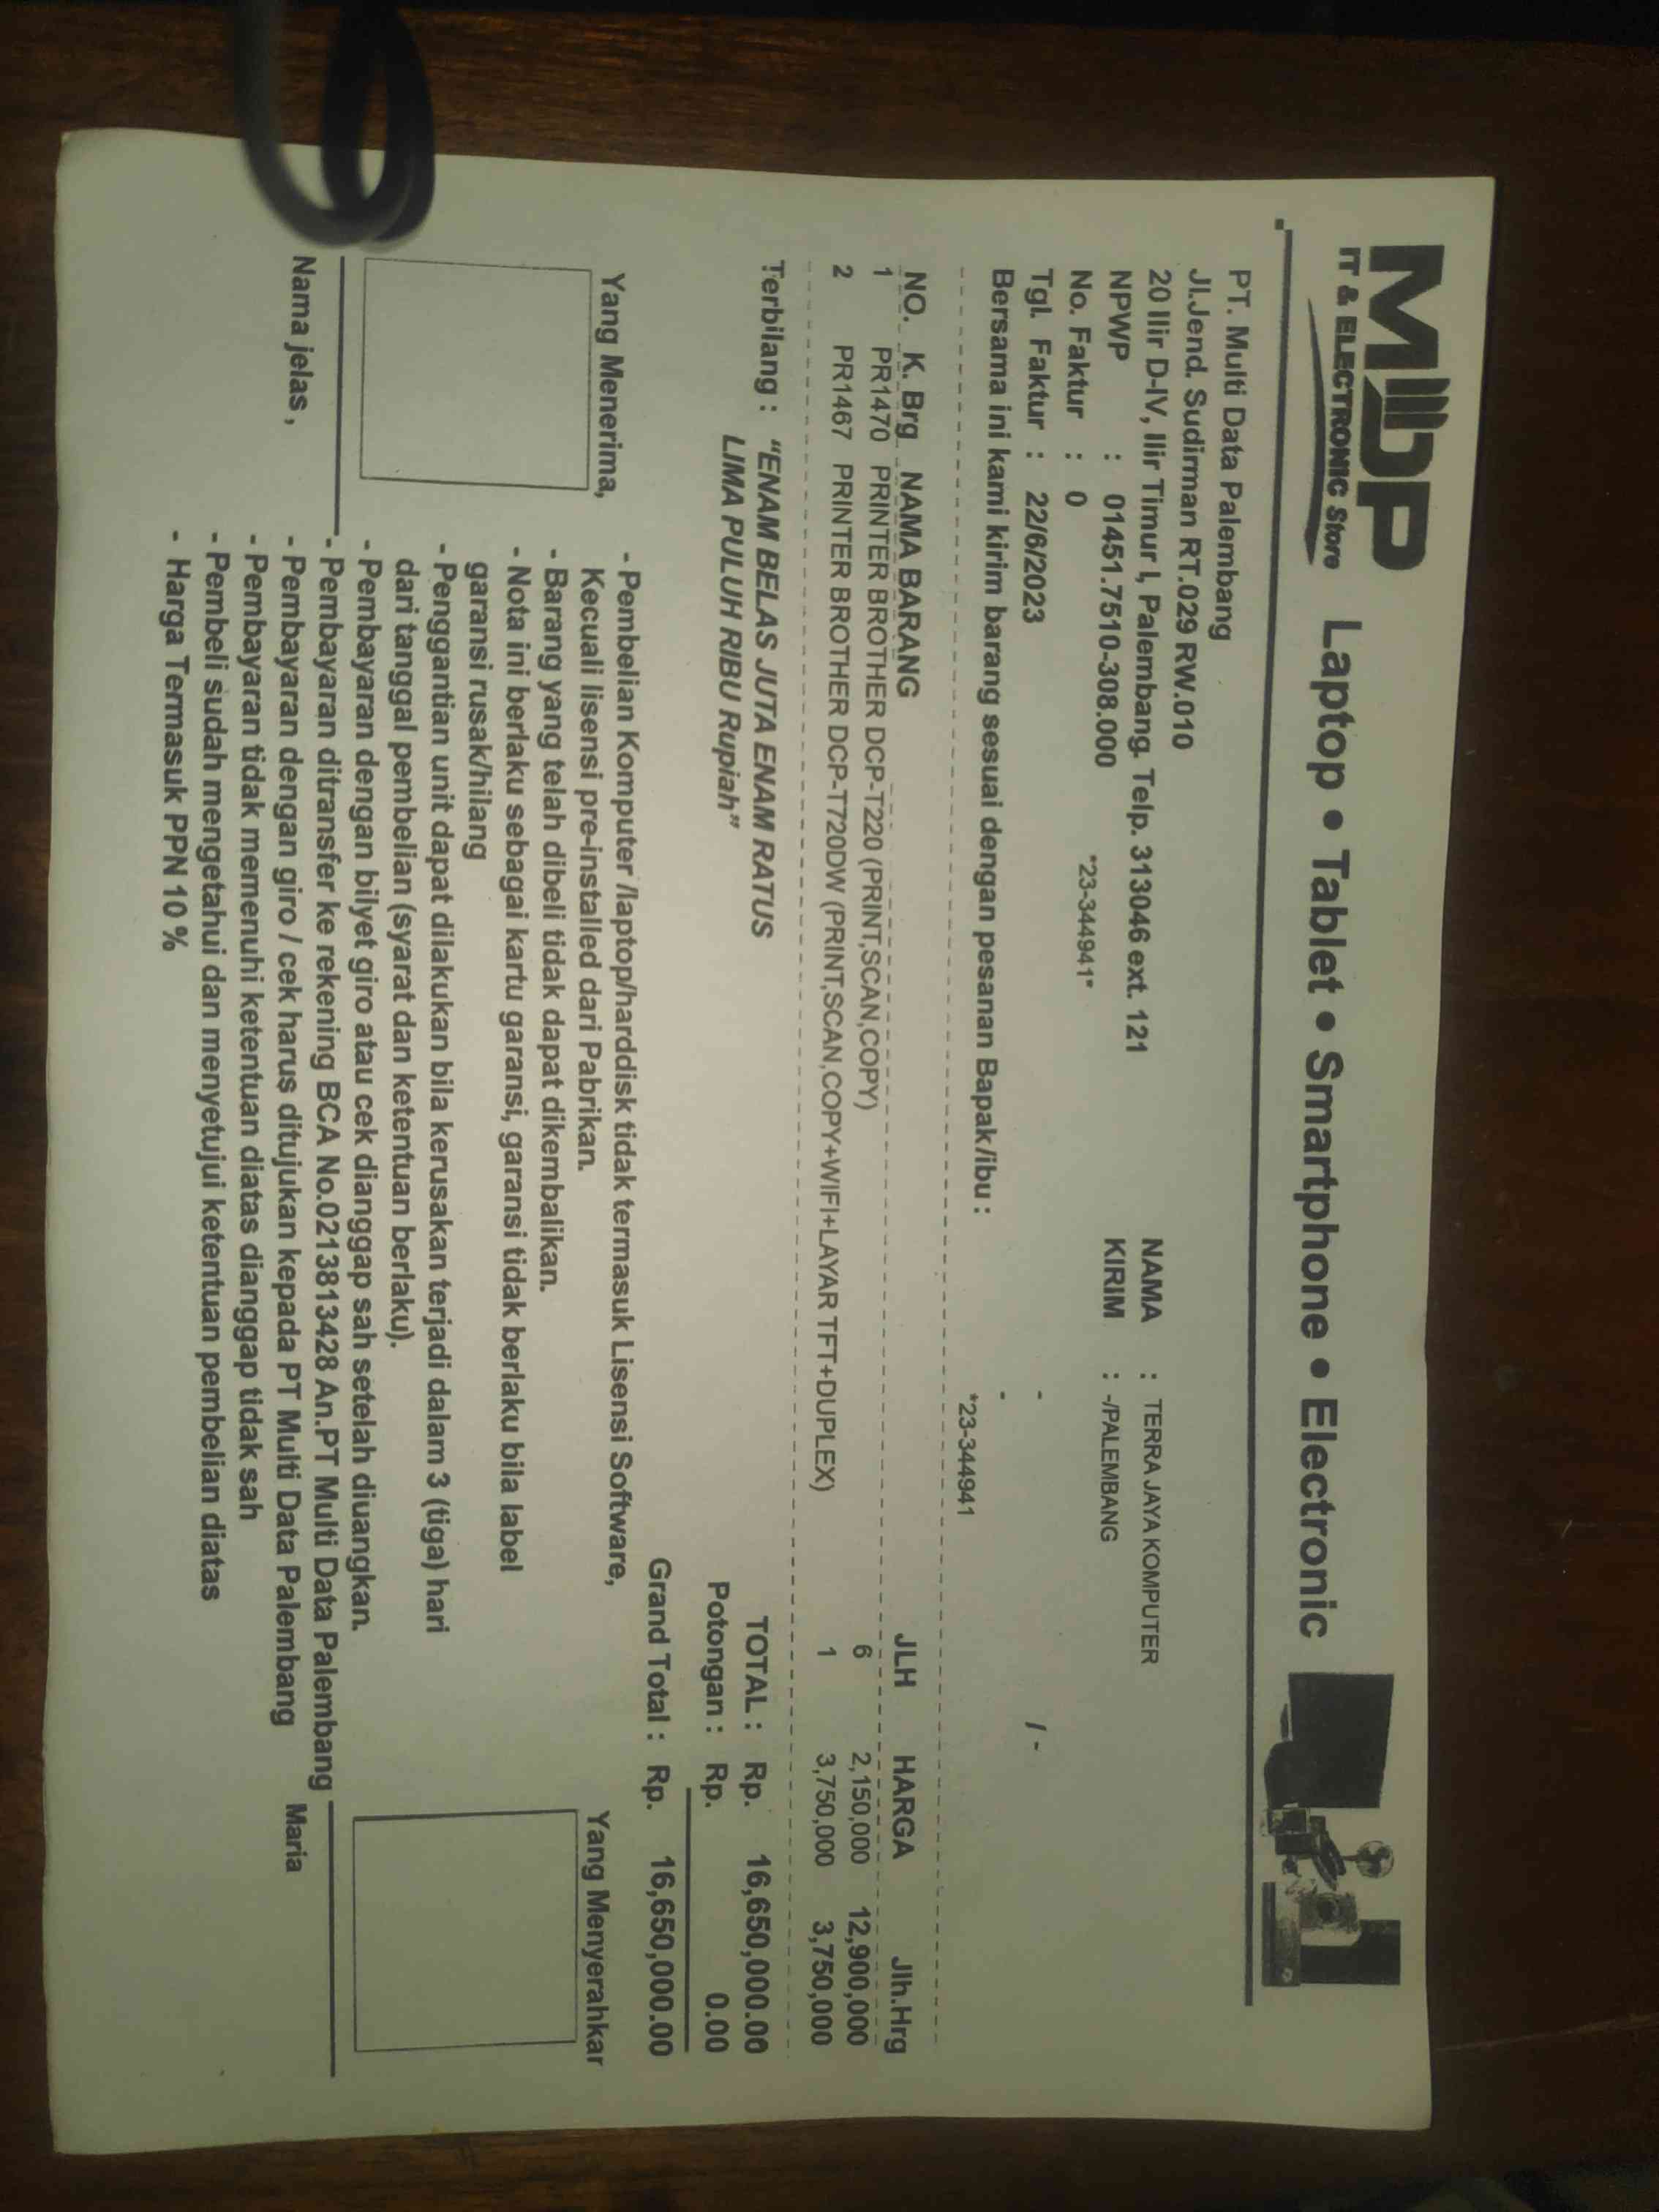 MDP
IT & ELECTRONIC Store
Laptop • Tablet • Smartphone • Electronic
PT. Multi Data Palembang
Jl.Jend. Sudirman RT.029 RW.010
20 Ilir D-IV, Ilir Timur I, Palembang. Telp. 313046 ext. 121
NPWP : 01451.7510-308.000
No. Faktur : 0 *23-344941*
Tgl. Faktur : 22/6/2023
NAMA : TERRA JAYA KOMPUTER
KIRIM : -/PALEMBANG
- / -
-
Bersama ini kami kirim barang sesuai dengan pesanan Bapak/ibu :
*23-344941
NO. K. Brg NAMA BARANG JLH HARGA Jlh.Hrg
1 PR1470 PRINTER BROTHER DCP-T220 (PRINT,SCAN,COPY) 6 2,150,000 12,900,000
2 PR1467 PRINTER BROTHER DCP-T720DW (PRINT,SCAN,COPY+WIFI+LAYAR TFT+DUPLEX) 1 3,750,000 3,750,000
Terbilang : "ENAM BELAS JUTA ENAM RATUS
LIMA PULUH RIBU Rupiah"
TOTAL : Rp. 16,650,000.00
Potongan : Rp. 0.00
Grand Total : Rp. 16,650,000.00
Yang Menerima,
Nama jelas ,
- Pembelian Komputer /laptop/harddisk tidak termasuk Lisensi Software,
Kecuali lisensi pre-installed dari Pabrikan.
- Barang yang telah dibeli tidak dapat dikembalikan.
- Nota ini berlaku sebagai kartu garansi, garansi tidak berlaku bila label
garansi rusak/hilang
- Penggantian unit dapat dilakukan bila kerusakan terjadi dalam 3 (tiga) hari
dari tanggal pembelian (syarat dan ketentuan berlaku).
- Pembayaran dengan bilyet giro atau cek dianggap sah setelah diuangkan.
- Pembayaran ditransfer ke rekening BCA No.0213813428 An.PT Multi Data Palembang
- Pembayaran dengan giro / cek harus ditujukan kepada PT Multi Data Palembang
- Pembayaran tidak memenuhi ketentuan diatas dianggap tidak sah
- Pembeli sudah mengetahui dan menyetujui ketentuan pembelian diatas
- Harga Termasuk PPN 10 %
Yang Menyerahkar
Maria